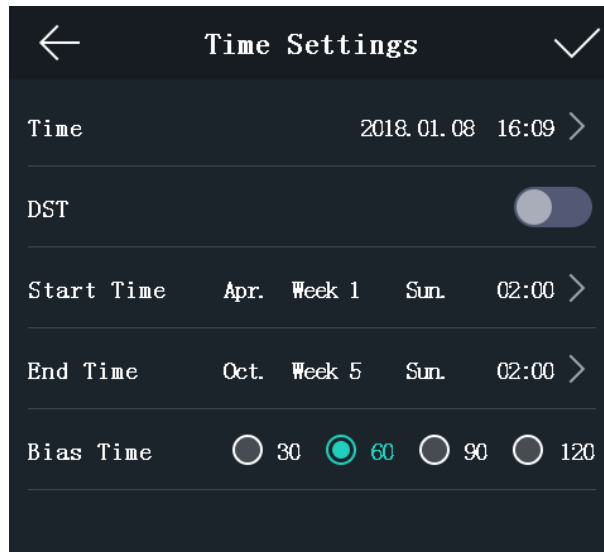 Time Settings
Time 2018.01.08 16:09
DST
Start Time Apr. Week 1 Sun. 02:00
End Time Oct. Week 5 Sun. 02:00
Bias Time 30 60 90 120